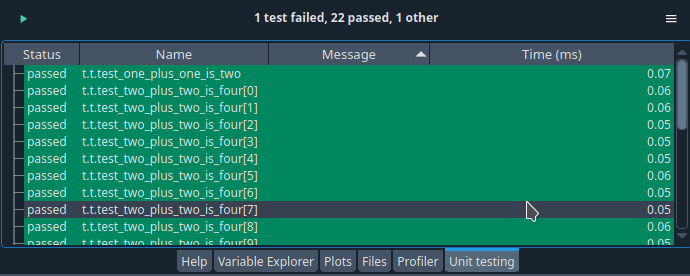 1 test failed, 22 passed, 1 other
Status Name Message Time (ms)
passed t.t.test_one_plus_one_is_two 0.07
passed t.t.test_two_plus_two_is_four[0] 0.06
passed t.t.test_two_plus_two_is_four[1] 0.06
passed t.t.test_two_plus_two_is_four[2] 0.05
passed t.t.test_two_plus_two_is_four[3] 0.05
passed t.t.test_two_plus_two_is_four[4] 0.05
passed t.t.test_two_plus_two_is_four[5] 0.06
passed t.t.test_two_plus_two_is_four[6] 0.05
passed t.t.test_two_plus_two_is_four[7] 0.05
passed t.t.test_two_plus_two_is_four[8] 0.06
passed t.t.test_two_plus_two_is_four[9] 0.05
Help Variable Explorer Plots Files Profiler Unit testing